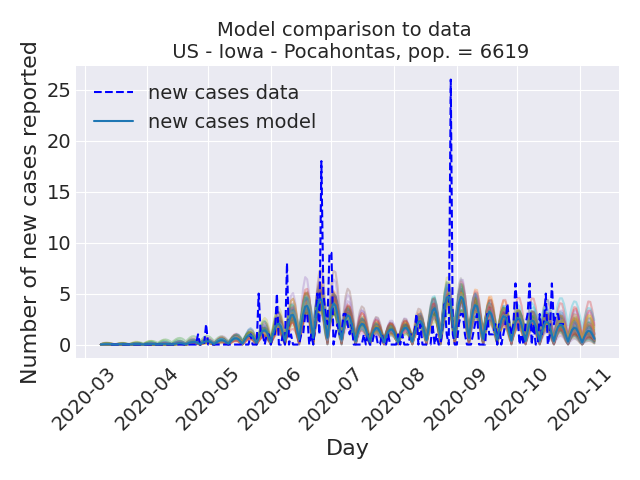 Model comparison to data
US - Iowa - Pocahontas, pop. = 6619
Number of new cases reported
25
20
15
10
5
0
new cases data
new cases model
2020-03
2020-04
2020-05
2020-06
2020-07
2020-08
2020-09
2020-10
2020-11
Day